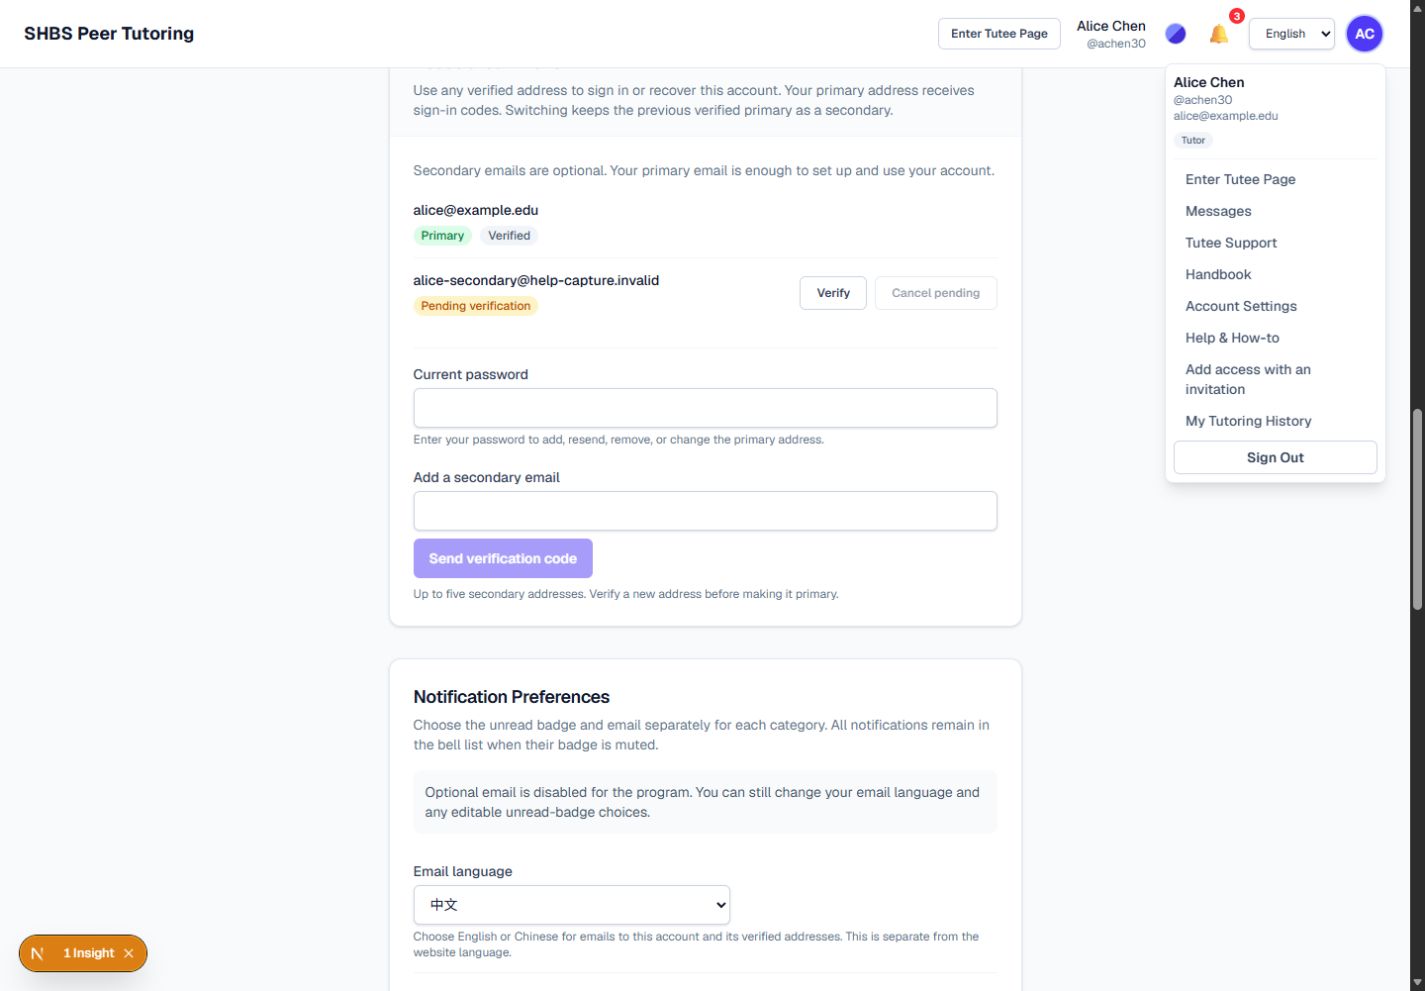 SHBS Peer Tutoring
Enter Tutee Page
Alice Chen
@achen30
3
English
AC
Alice Chen
@achen30
alice@example.edu
Tutor
Enter Tutee Page
Messages
Tutee Support
Handbook
Account Settings
Help & How-to
Add access with an
invitation
My Tutoring History
Sign Out
Use any verified address to sign in or recover this account. Your primary address receives
sign-in codes. Switching keeps the previous verified primary as a secondary.
Secondary emails are optional. Your primary email is enough to set up and use your account.
alice@example.edu
Primary Verified
alice-secondary@help-capture.invalid
Pending verification
Verify
Cancel pending
Current password
Enter your password to add, resend, remove, or change the primary address.
Add a secondary email
Send verification code
Up to five secondary addresses. Verify a new address before making it primary.
Notification Preferences
Choose the unread badge and email separately for each category. All notifications remain in
the bell list when their badge is muted.
Optional email is disabled for the program. You can still change your email language and
any editable unread-badge choices.
Email language
中文
Choose English or Chinese for emails to this account and its verified addresses. This is separate from the
website language.
N 1 Insight